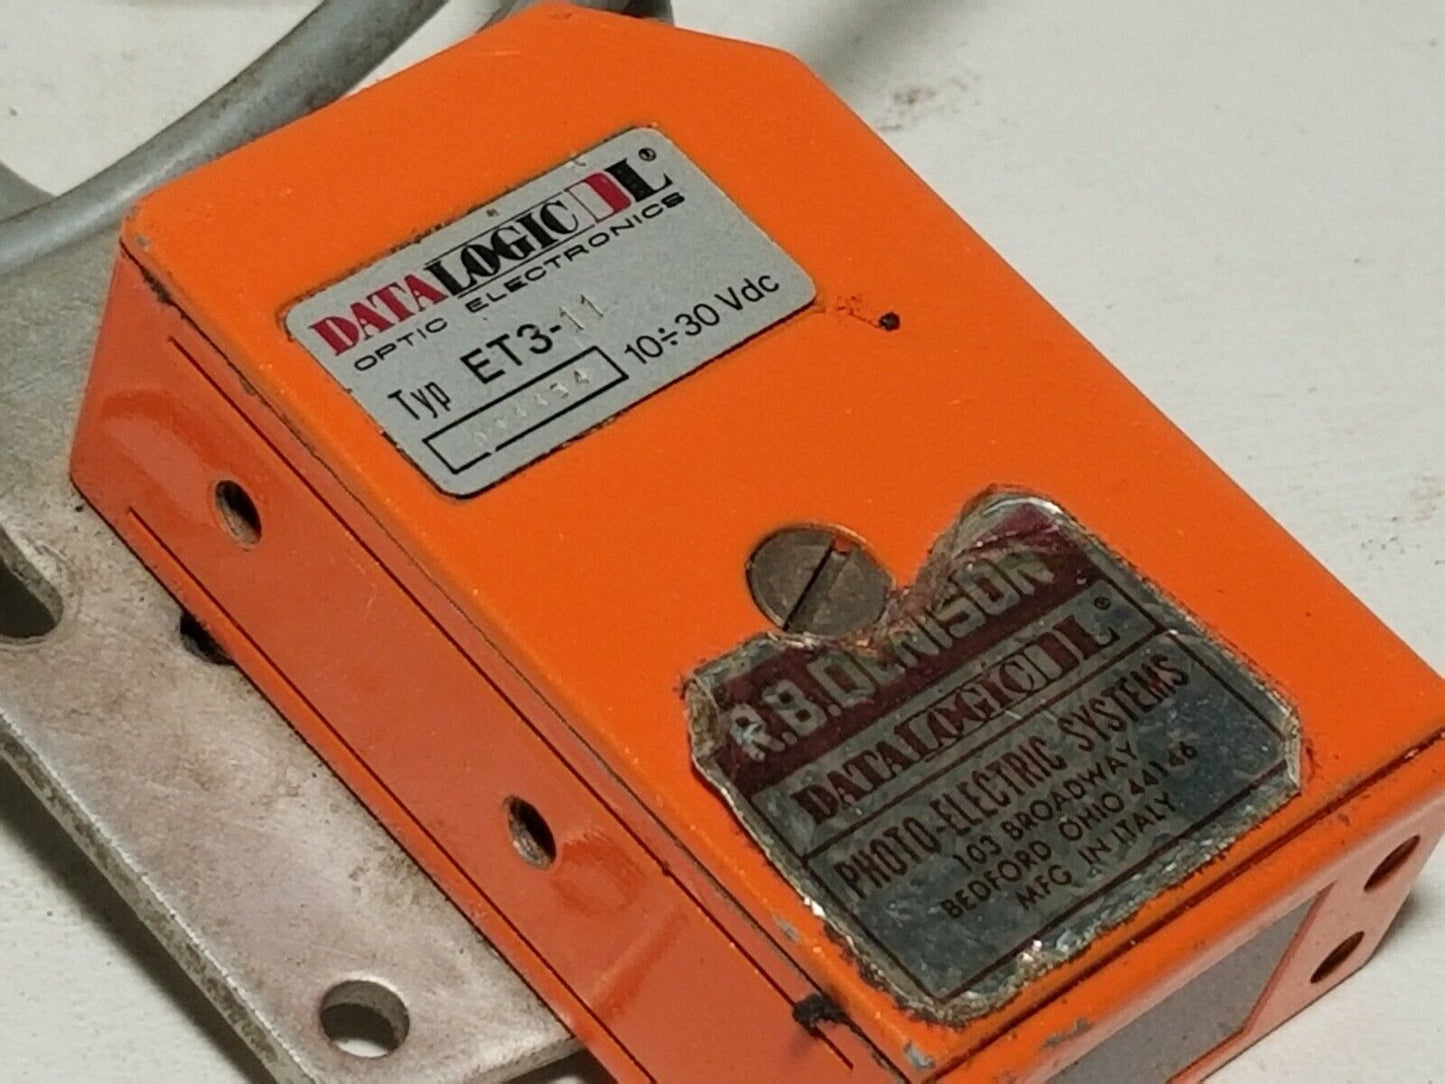 DATALOGIC DL®
OPTIC ELECTRONICS
Typ ET3-11
10÷30 Vdc
R.B. DENISON
DATALOGIC DL®
PHOTO-ELECTRIC SYSTEMS
103 BROADWAY
BEDFORD OHIO 44146
MFG IN ITALY